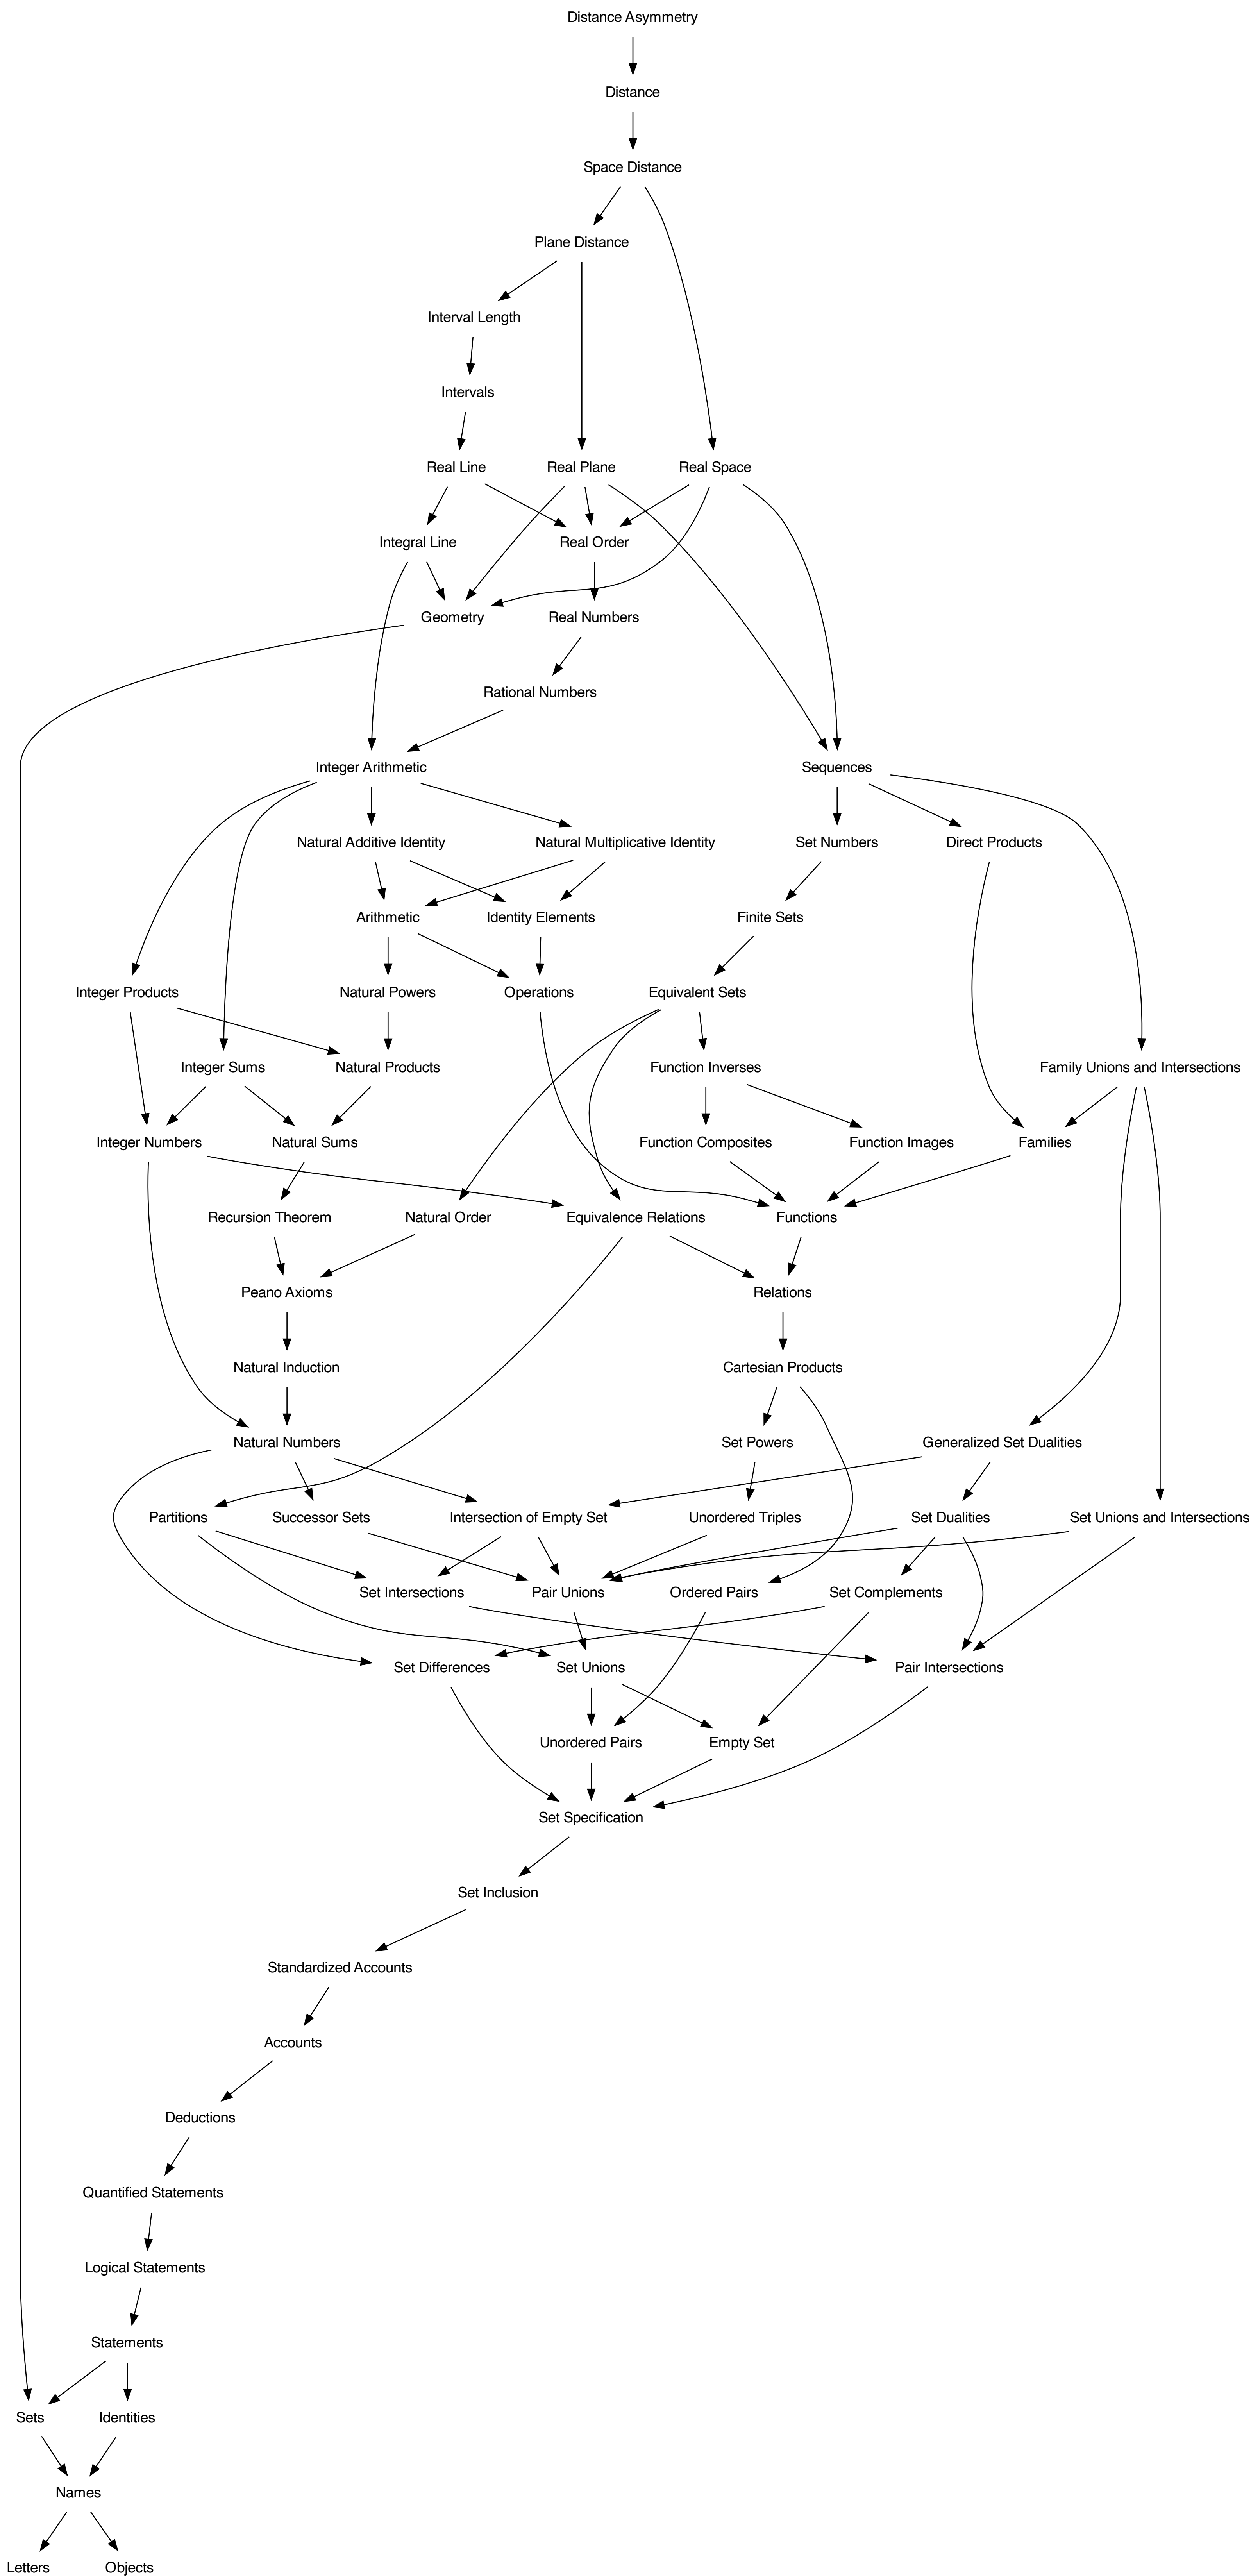 Distance Asymmetry
Distance
Space Distance
Plane Distance
Interval Length
Intervals
Real Line
Real Plane
Real Space
Integral Line
Real Order
Geometry
Real Numbers
Rational Numbers
Integer Arithmetic
Sequences
Natural Additive Identity
Natural Multiplicative Identity
Set Numbers
Direct Products
Arithmetic
Identity Elements
Finite Sets
Integer Products
Natural Powers
Operations
Equivalent Sets
Integer Sums
Natural Products
Function Inverses
Family Unions and Intersections
Integer Numbers
Natural Sums
Function Composites
Function Images
Families
Recursion Theorem
Natural Order
Equivalence Relations
Functions
Peano Axioms
Relations
Natural Induction
Cartesian Products
Natural Numbers
Set Powers
Generalized Set Dualities
Partitions
Successor Sets
Intersection of Empty Set
Unordered Triples
Set Dualities
Set Unions and Intersections
Set Intersections
Pair Unions
Ordered Pairs
Set Complements
Set Differences
Set Unions
Pair Intersections
Unordered Pairs
Empty Set
Set Specification
Set Inclusion
Standardized Accounts
Accounts
Deductions
Quantified Statements
Logical Statements
Statements
Sets
Identities
Names
Letters
Objects